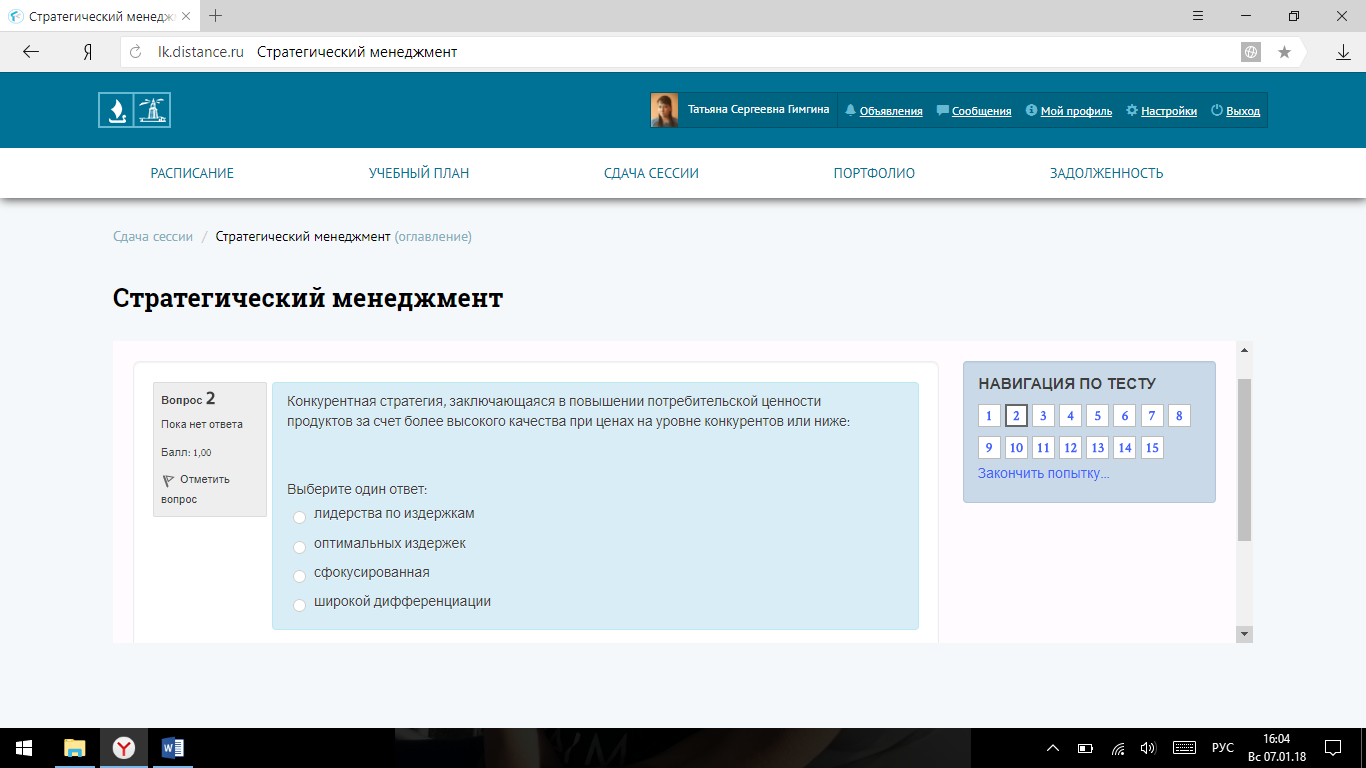 Стратегический менеджм
lk.distance.ru Стратегический менеджмент
Татьяна Сергеевна Гимгина Объявления Сообщения Мой профиль Настройки Выход
РАСПИСАНИЕ УЧЕБНЫЙ ПЛАН СДАЧА СЕССИИ ПОРТФОЛИО ЗАДОЛЖЕННОСТЬ
Сдача сессии / Стратегический менеджмент (оглавление)
Стратегический менеджмент
Вопрос 2
Пока нет ответа
Балл: 1,00
Отметить
вопрос
Конкурентная стратегия, заключающаяся в повышении потребительской ценности
продуктов за счет более высокого качества при ценах на уровне конкурентов или ниже:
Выберите один ответ:
лидерства по издержкам
оптимальных издержек
сфокусированная
широкой дифференциации
НАВИГАЦИЯ ПО ТЕСТУ
1 2 3 4 5 6 7 8
9 10 11 12 13 14 15
Закончить попытку...
РУС
16:04
Вс 07.01.18